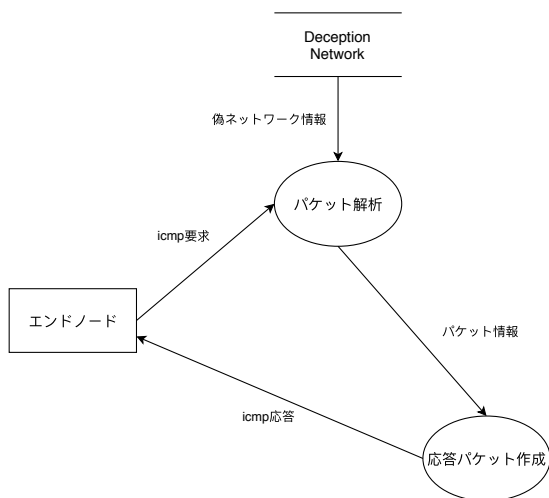 Deception
Network
偽ネットワーク情報
パケット解析
icmp要求
エンドノード
パケット情報
icmp応答
応答パケット作成